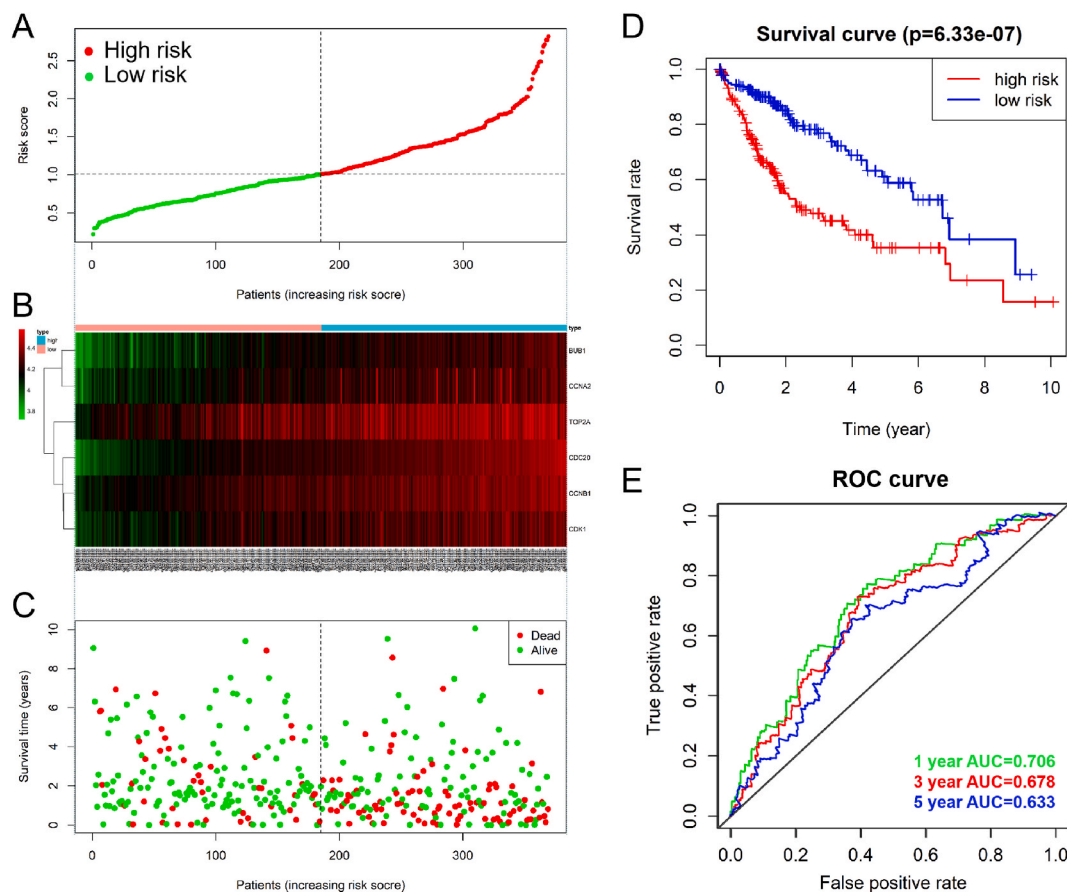 A
High risk
Low risk
Risk score
2.5
2.0
1.5
1.0
0.5
0 100 200 300
Patients (increasing risk socre)
B
type
high
low
4.4
4.2
4
3.8
type
BUB1
CCNA2
TOP2A
CDC20
CCNB1
CDK1
C
Dead
Alive
Survival time (years)
10
8
6
4
2
0
0 100 200 300
Patients (increasing risk socre)
D
Survival curve (p=6.33e-07)
high risk
low risk
Survival rate
1.0
0.8
0.6
0.4
0.2
0.0
0 2 4 6 8 10
Time (year)
E
ROC curve
True positive rate
1.0
0.8
0.6
0.4
0.2
0.0
1 year AUC=0.706
3 year AUC=0.678
5 year AUC=0.633
0.0 0.2 0.4 0.6 0.8 1.0
False positive rate